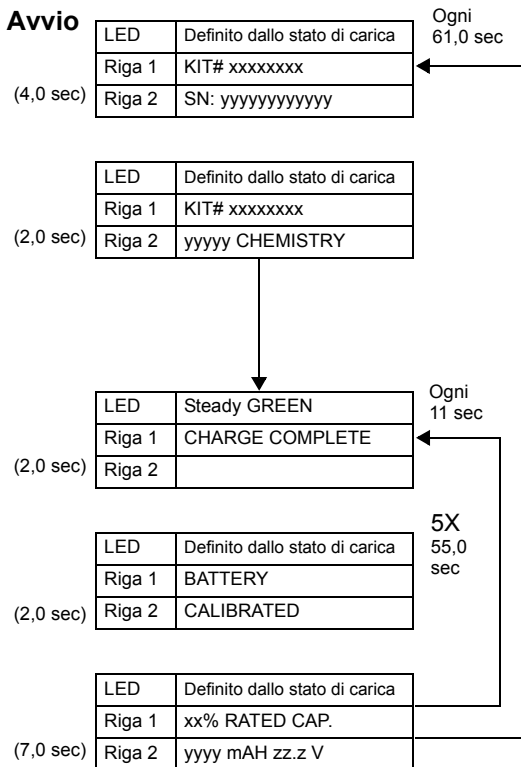 Avvio
Ogni
61,0 sec
LED Definito dallo stato di carica
Riga 1 KIT# xxxxxxxx
(4,0 sec) Riga 2 SN: yyyyyyyyyyyy
LED Definito dallo stato di carica
Riga 1 KIT# xxxxxxxx
(2,0 sec) Riga 2 yyyyy CHEMISTRY
Ogni
11 sec
LED Steady GREEN
Riga 1 CHARGE COMPLETE
(2,0 sec) Riga 2
5X
55,0
sec
LED Definito dallo stato di carica
Riga 1 BATTERY
(2,0 sec) Riga 2 CALIBRATED
LED Definito dallo stato di carica
Riga 1 xx% RATED CAP.
(7,0 sec) Riga 2 yyyy mAH zz.z V